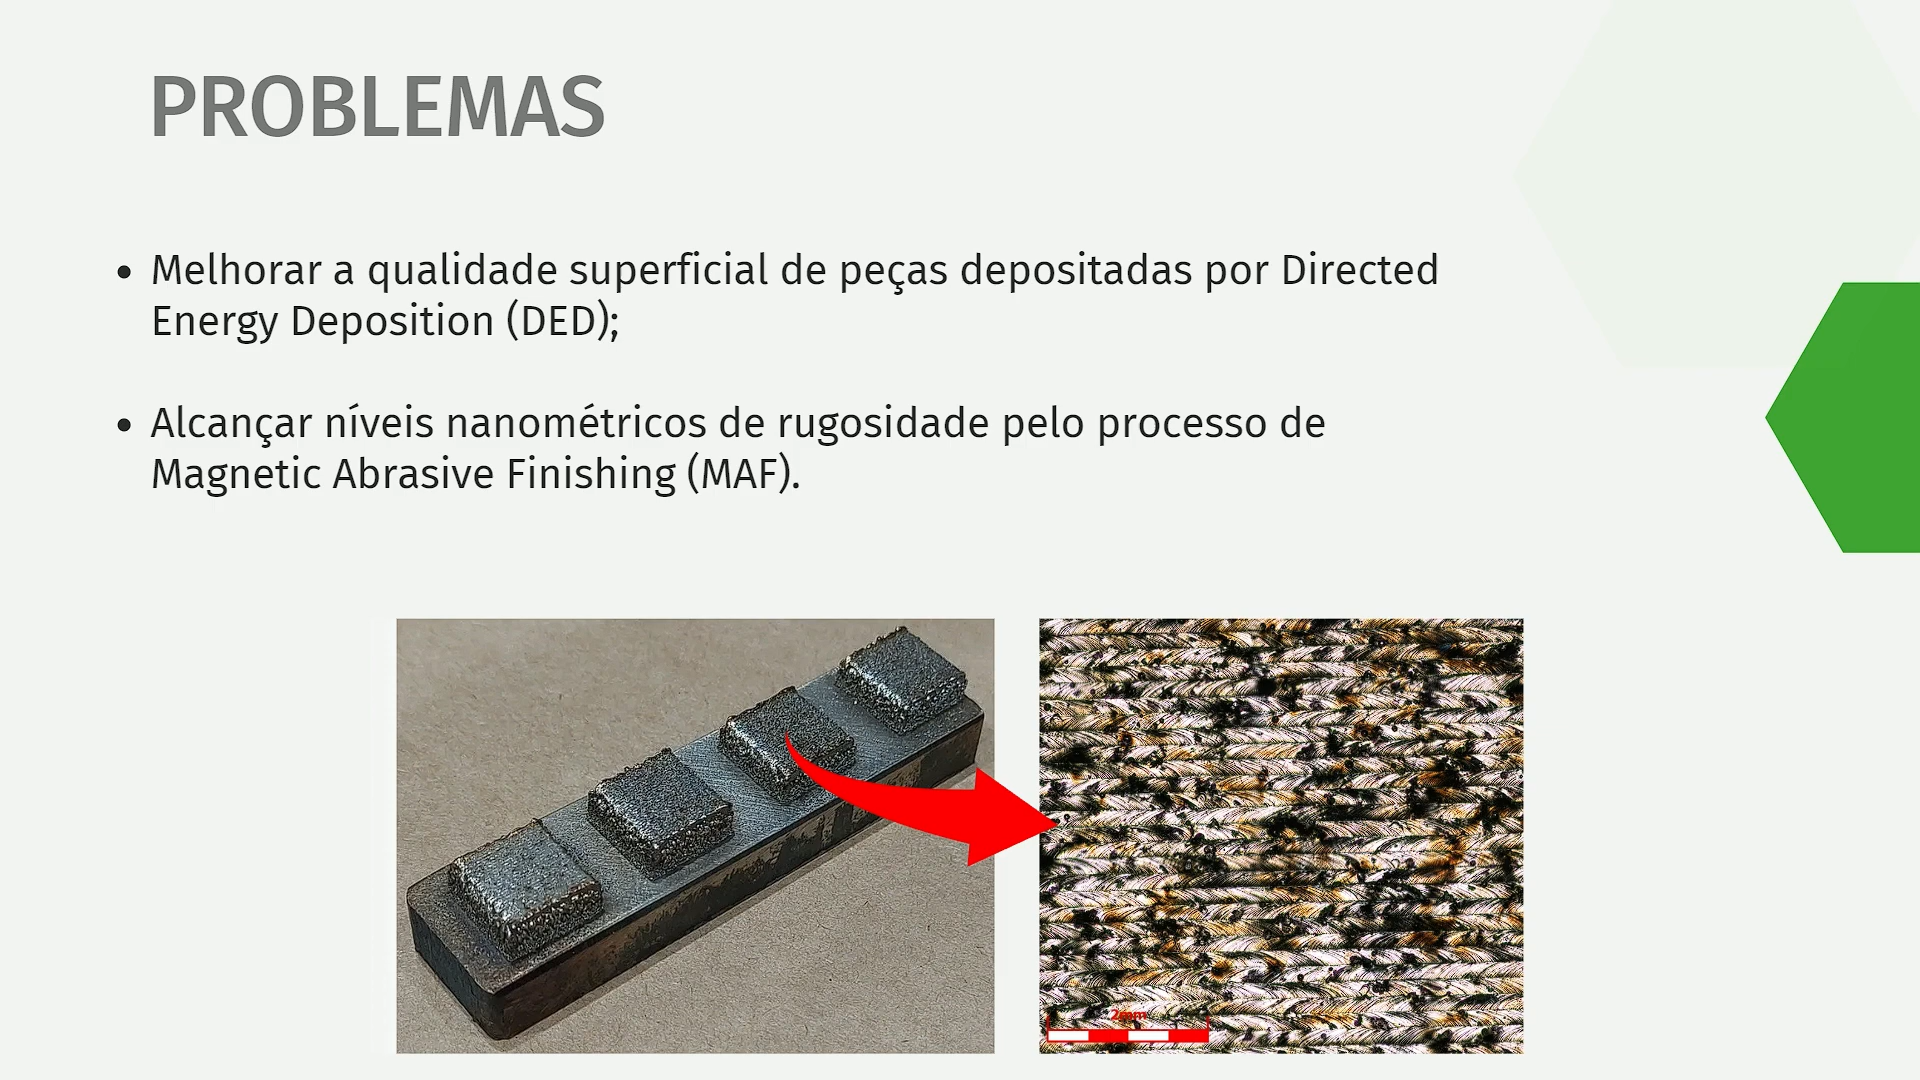 PROBLEMAS
• Melhorar a qualidade superficial de peças depositadas por Directed
Energy Deposition (DED);
• Alcançar níveis nanométricos de rugosidade pelo processo de
Magnetic Abrasive Finishing (MAF).
2mm